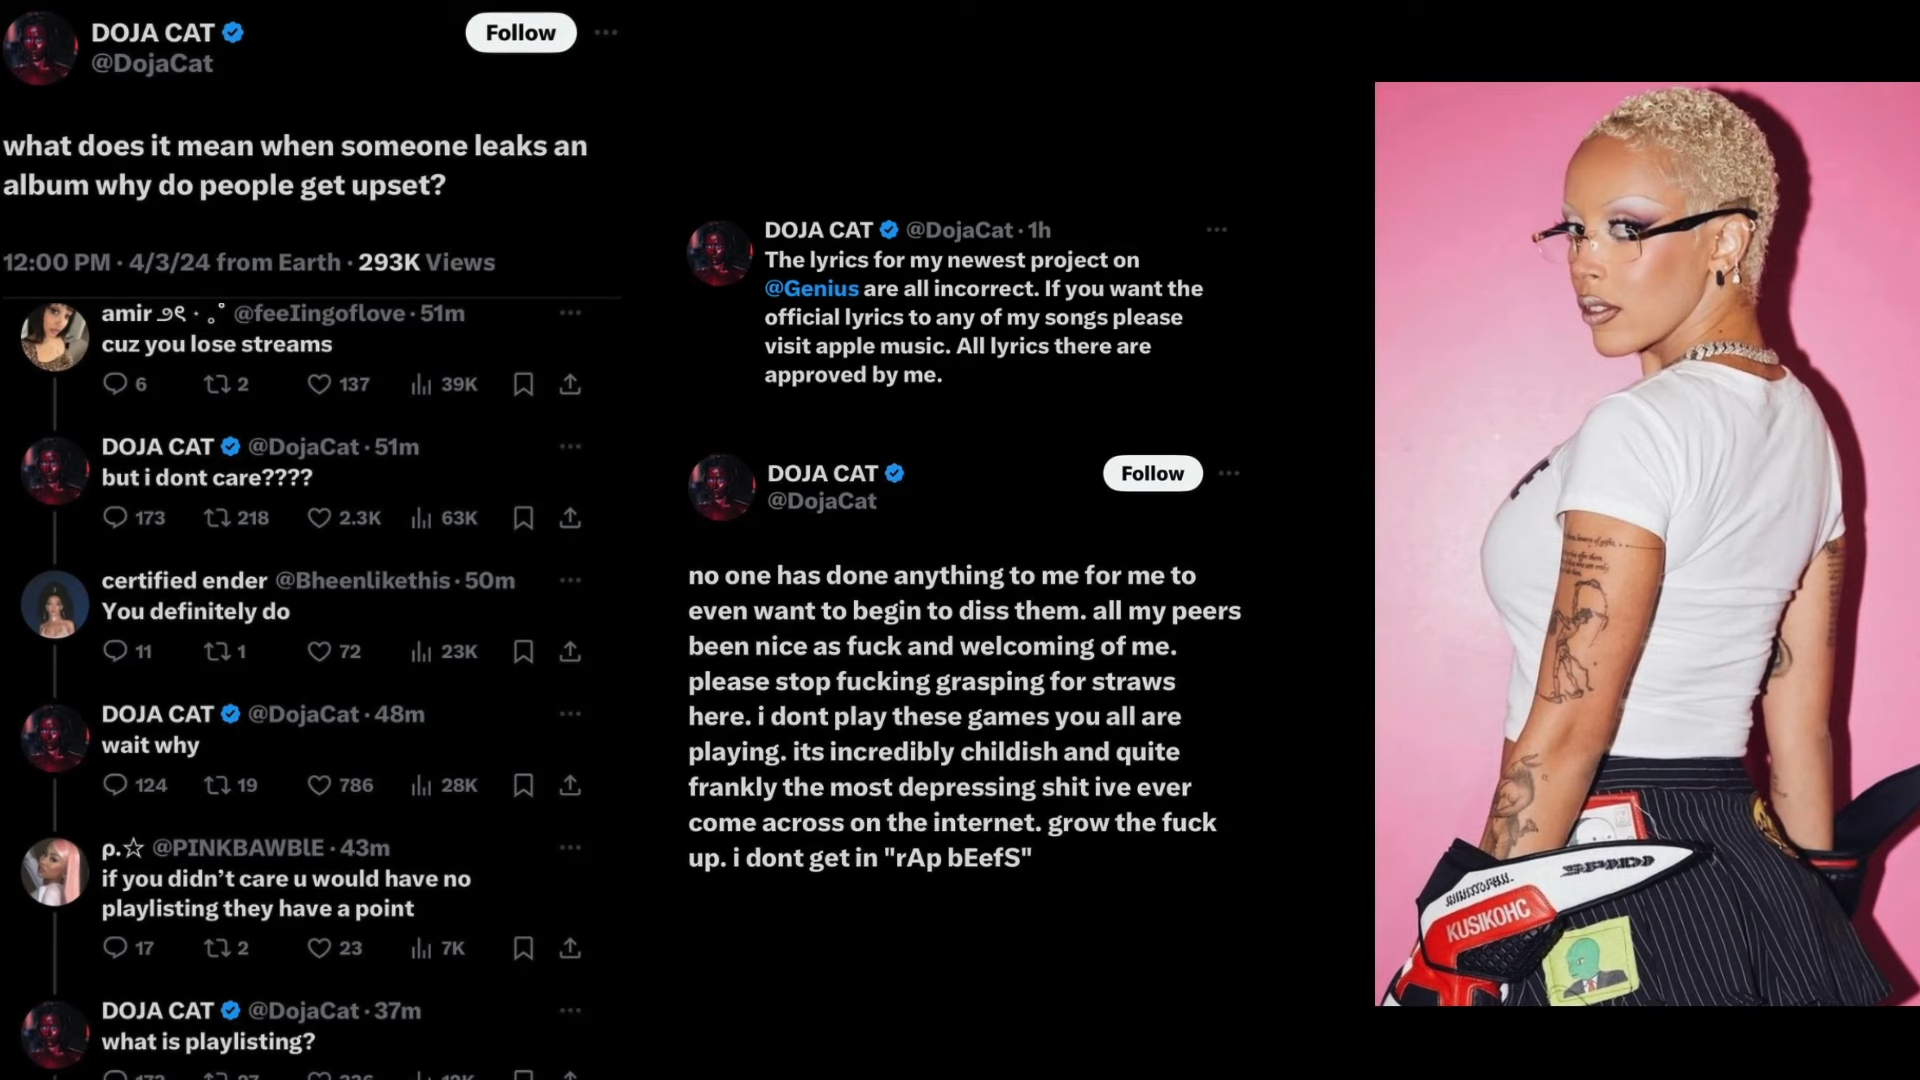 DOJA CAT
@DojaCat
Follow
what does it mean when someone leaks an
album why do people get upset?
12:00 PM · 4/3/24 from Earth · 293K Views
amir ౨ৎ · ｡˚ @feeIingoflove · 51m
cuz you lose streams
6 2 137 39K
DOJA CAT @DojaCat · 51m
but i dont care????
173 218 2.3K 63K
certified ender @Bheenlikethis · 50m
You definitely do
11 1 72 23K
DOJA CAT @DojaCat · 48m
wait why
124 19 786 28K
ρ.☆ @PINKBAWBlE · 43m
if you didn’t care u would have no
playlisting they have a point
17 2 23 7K
DOJA CAT @DojaCat · 37m
what is playlisting?
DOJA CAT @DojaCat · 1h
The lyrics for my newest project on
@Genius are all incorrect. If you want the
official lyrics to any of my songs please
visit apple music. All lyrics there are
approved by me.
DOJA CAT
@DojaCat
Follow
no one has done anything to me for me to
even want to begin to diss them. all my peers
been nice as fuck and welcoming of me.
please stop fucking grasping for straws
here. i dont play these games you all are
playing. its incredibly childish and quite
frankly the most depressing shit ive ever
come across on the internet. grow the fuck
up. i dont get in "rAp bEefS"
KUSIKOHC